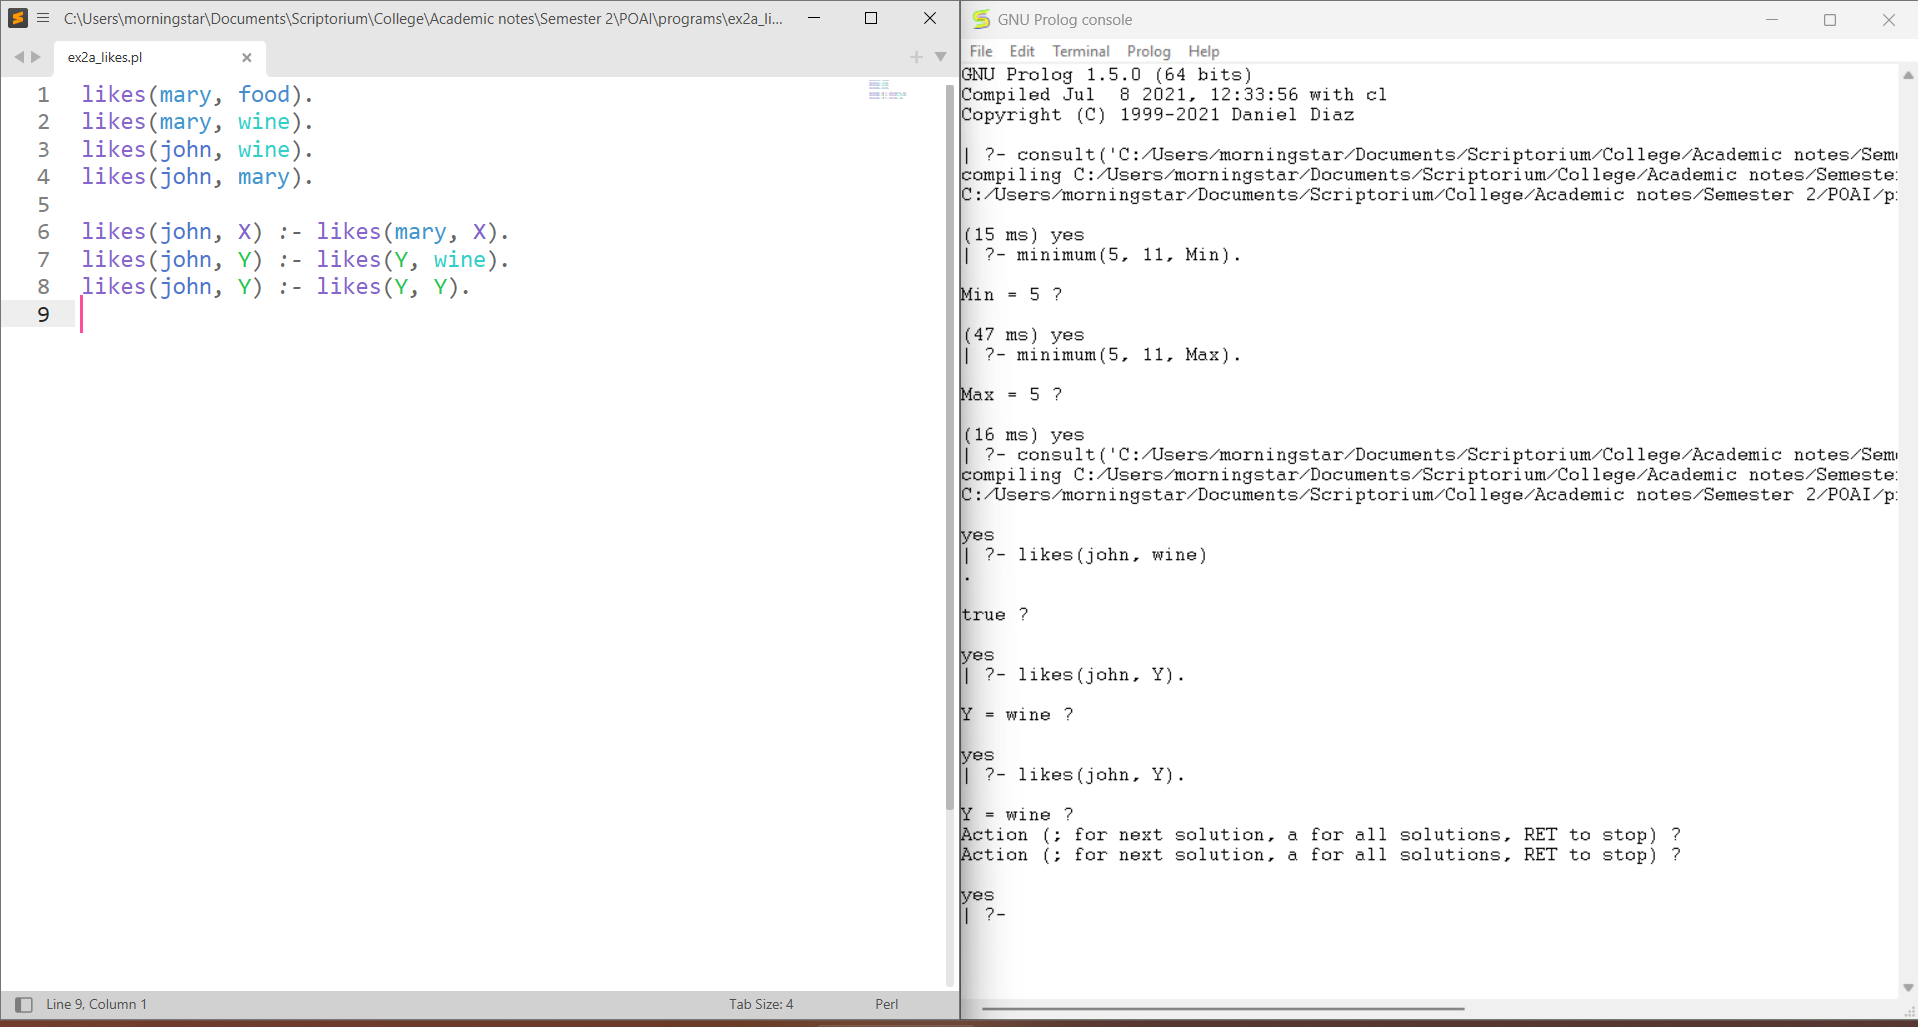 C:\Users\morningstar\Documents\Scriptorium\College\Academic notes\Semester 2\POAI\programs\ex2a_li...
ex2a_likes.pl
1 likes(mary, food).
2 likes(mary, wine).
3 likes(john, wine).
4 likes(john, mary).
5
6 likes(john, X) :- likes(mary, X).
7 likes(john, Y) :- likes(Y, wine).
8 likes(john, Y) :- likes(Y, Y).
9
Line 9, Column 1
Tab Size: 4
Perl
GNU Prolog console
File Edit Terminal Prolog Help
GNU Prolog 1.5.0 (64 bits)
Compiled Jul  8 2021, 12:33:56 with cl
Copyright (C) 1999-2021 Daniel Diaz
| ?- consult('C:/Users/morningstar/Documents/Scriptorium/College/Academic notes/Sem
compiling C:/Users/morningstar/Documents/Scriptorium/College/Academic notes/Semester
C:/Users/morningstar/Documents/Scriptorium/College/Academic notes/Semester 2/POAI/p
(15 ms) yes
| ?- minimum(5, 11, Min).
Min = 5 ?
(47 ms) yes
| ?- minimum(5, 11, Max).
Max = 5 ?
(16 ms) yes
| ?- consult('C:/Users/morningstar/Documents/Scriptorium/College/Academic notes/Sem
compiling C:/Users/morningstar/Documents/Scriptorium/College/Academic notes/Semester
C:/Users/morningstar/Documents/Scriptorium/College/Academic notes/Semester 2/POAI/p
yes
| ?- likes(john, wine)
.
true ?
yes
| ?- likes(john, Y).
Y = wine ?
yes
| ?- likes(john, Y).
Y = wine ?
Action (; for next solution, a for all solutions, RET to stop) ?
Action (; for next solution, a for all solutions, RET to stop) ?
yes
| ?-